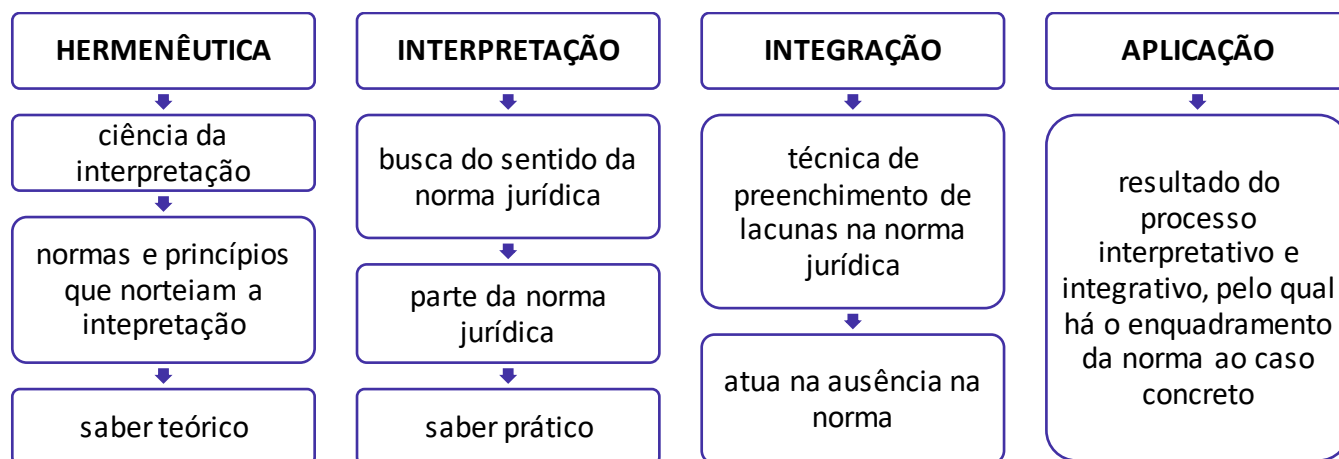 HERMENÊUTICA
ciência da
interpretação
normas e princípios
que norteiam a
intepretação
saber teórico
INTERPRETAÇÃO
busca do sentido da
norma jurídica
parte da norma
jurídica
saber prático
INTEGRAÇÃO
técnica de
preenchimento de
lacunas na norma
jurídica
atua na ausência na
norma
APLICAÇÃO
resultado do
processo
interpretativo e
integrativo, pelo qual
há o enquadramento
da norma ao caso
concreto